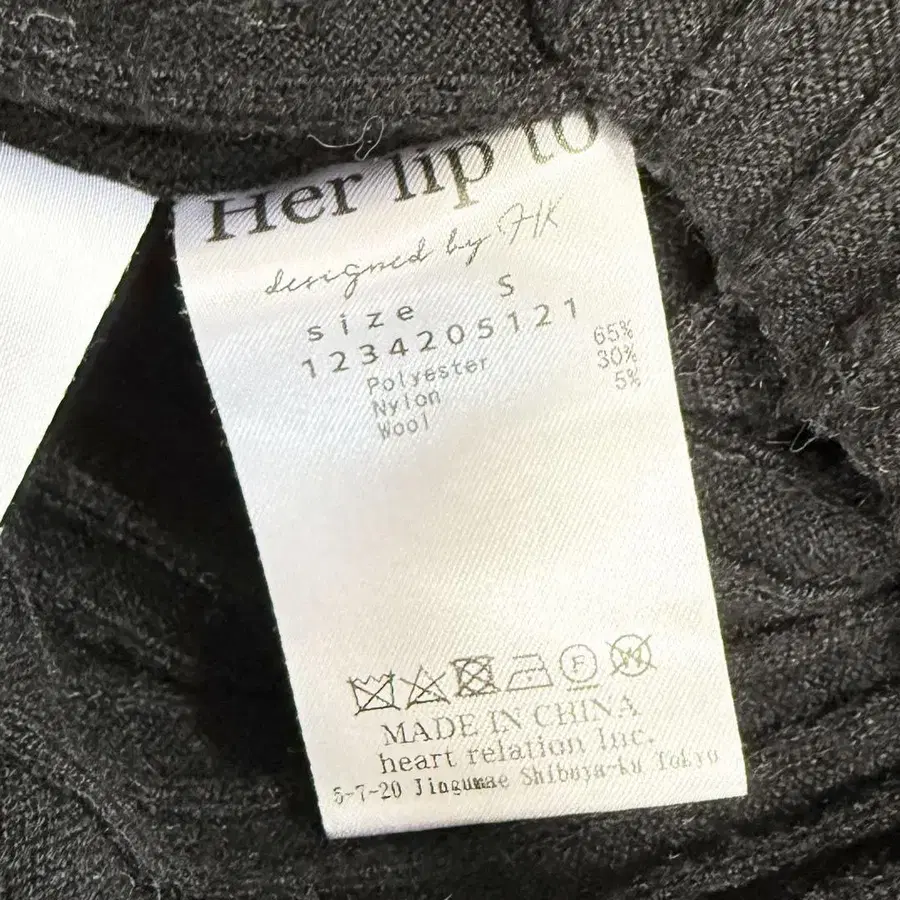 Her lip to
designed by HK
size S
1234205121
Polyester 65%
Nylon 30%
Wool 5%
F W
MADE IN CHINA
heart relation Inc.
5-7-20 Jingumae Shibuya-ku Tokyo